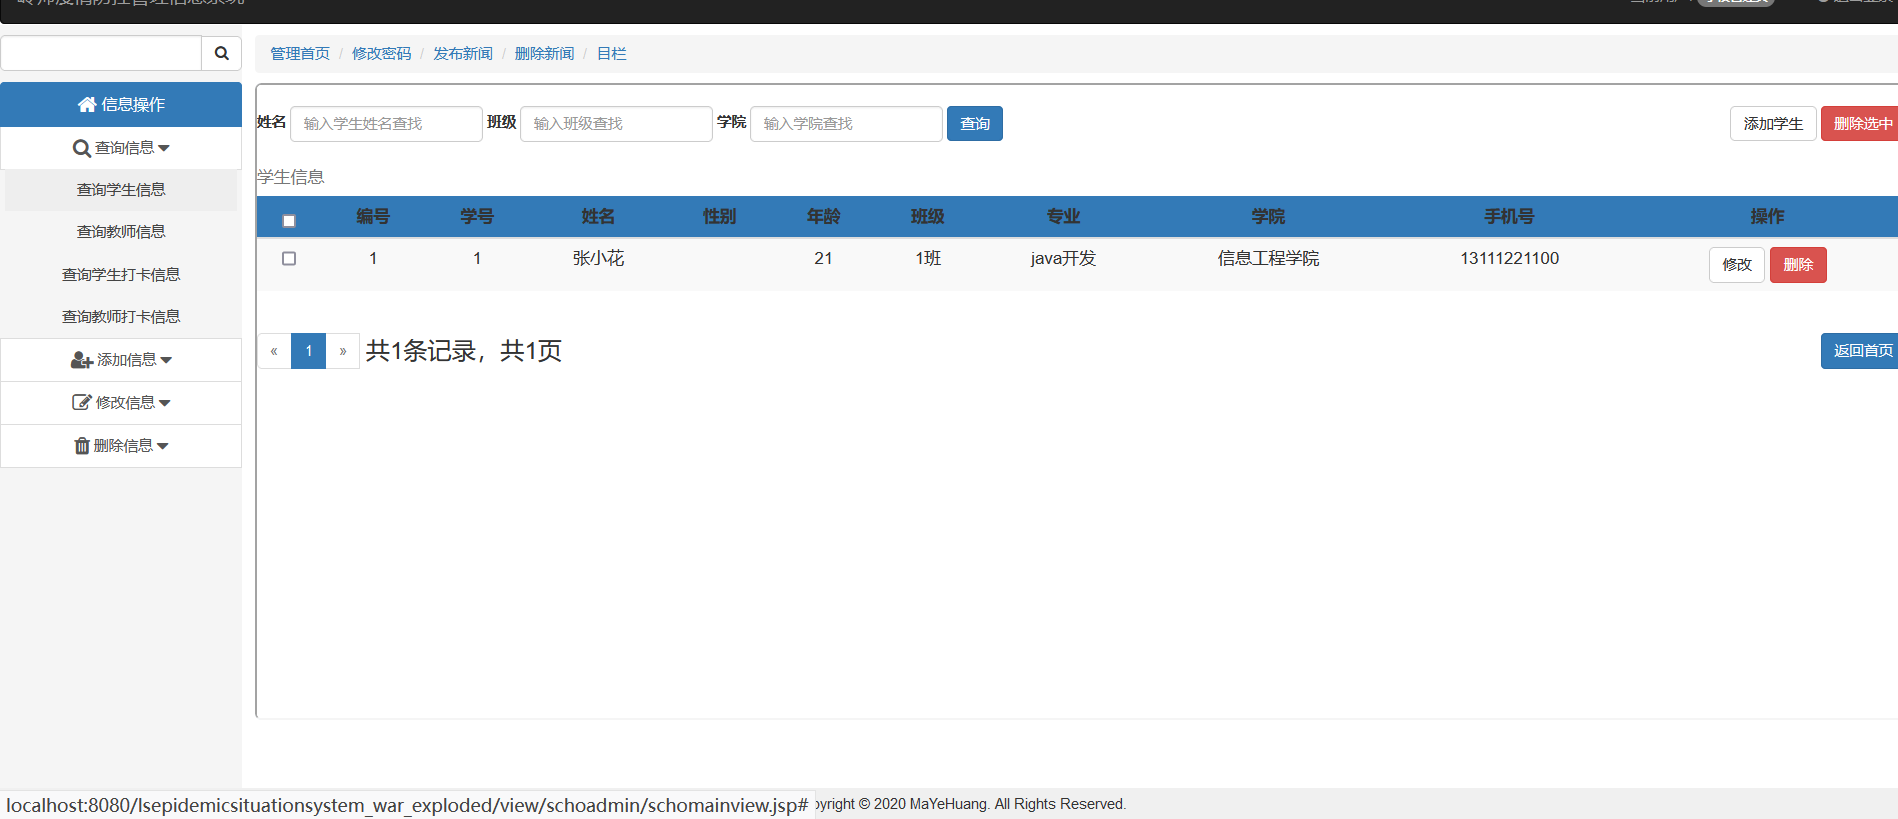 管理首页 / 修改密码 / 发布新闻 / 删除新闻 / 目栏
信息操作
查询信息
查询学生信息
查询教师信息
查询学生打卡信息
查询教师打卡信息
添加信息
修改信息
删除信息
姓名 输入学生姓名查找 班级 输入班级查找 学院 输入学院查找 查询 添加学生 删除选中
学生信息
编号 学号 姓名 性别 年龄 班级 专业 学院 手机号 操作
1 1 张小花 21 1班 java开发 信息工程学院 13111221100 修改 删除
« 1 » 共1条记录，共1页 返回首页
localhost:8080/lsepidemicsituationsystem_war_exploded/view/schoadmin/schomainview.jsp#
pyright © 2020 MaYeHuang. All Rights Reserved.